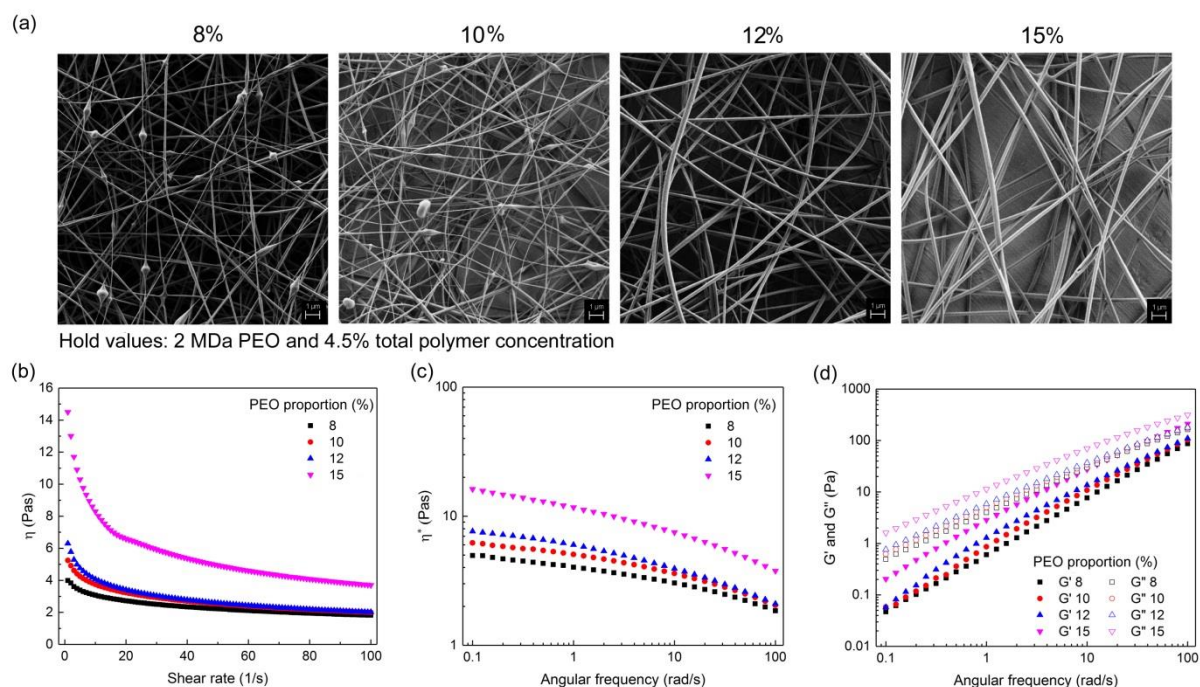 (a)
8%
10%
12%
15%
1 µm
1 µm
1 µm
1 µm
Hold values: 2 MDa PEO and 4.5% total polymer concentration
(b)
16
14
12
10
8
6
4
2
0
η (Pas)
0
20
40
60
80
100
Shear rate (1/s)
PEO proportion (%)
8
10
12
15
(c)
100
10
1
η* (Pas)
0.1
1
10
100
Angular frequency (rad/s)
PEO proportion (%)
8
10
12
15
(d)
1000
100
10
1
0.1
0.01
G' and G" (Pa)
0.1
1
10
100
Angular frequency (rad/s)
PEO proportion (%)
G' 8 G" 8
G' 10 G" 10
G' 12 G" 12
G' 15 G" 15